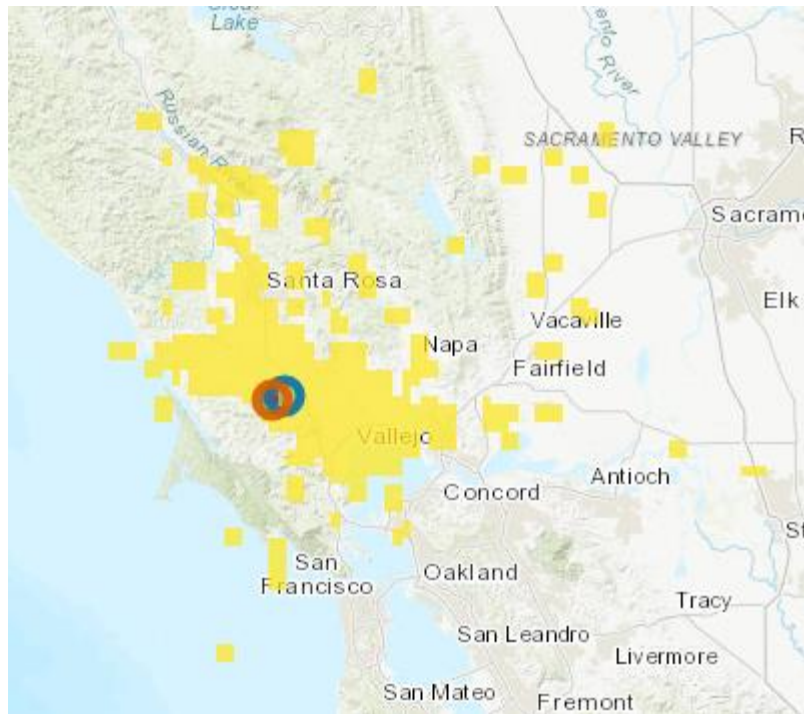 Lake
Russian
SACRAMENTO VALLEY
R
Sacram
Santa Rosa
Elk
Vacaville
Napa
Fairfield
Vallejo
Antioch
Concord
St
San
Francisco
Oakland
Tracy
San Leandro
Livermore
San Mateo
Fremont